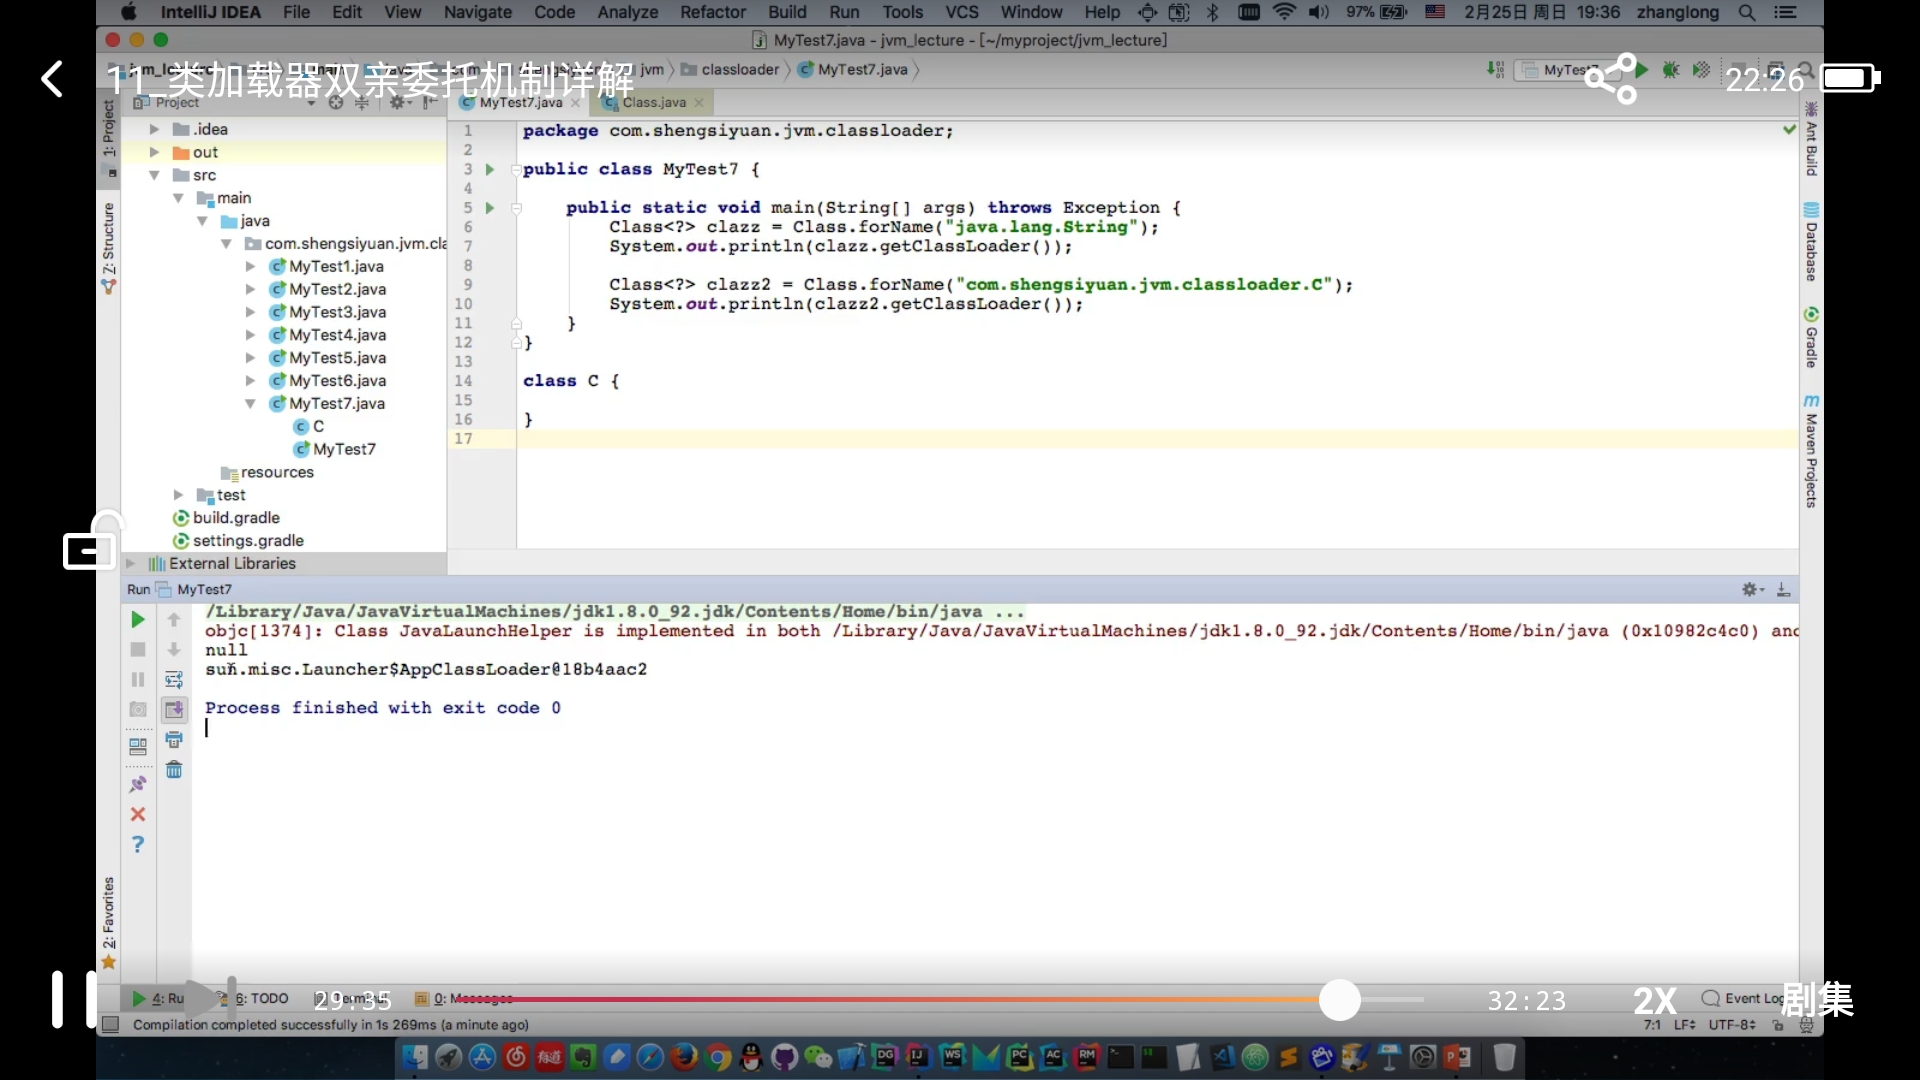 IntelliJ IDEA File Edit View Navigate Code Analyze Refactor Build Run Tools VCS Window Help 97% 2月25日 周日 19:36 zhanglong
MyTest7.java - jvm_lecture - [~/myproject/jvm_lecture]
11_类加载器双亲委托机制详解
jvm classloader MyTest7.java
MyTest7
22:26
Project
MyTest7.java
Class.java
1: Project
Z: Structure
2: Favorites
.idea
out
src
main
java
com.shengsiyuan.jvm.cla
MyTest1.java
MyTest2.java
MyTest3.java
MyTest4.java
MyTest5.java
MyTest6.java
MyTest7.java
C
MyTest7
resources
test
build.gradle
settings.gradle
External Libraries
1 package com.shengsiyuan.jvm.classloader;
2
3 public class MyTest7 {
4
5 public static void main(String[] args) throws Exception {
6 Class<?> clazz = Class.forName("java.lang.String");
7 System.out.println(clazz.getClassLoader());
8
9 Class<?> clazz2 = Class.forName("com.shengsiyuan.jvm.classloader.C");
10 System.out.println(clazz2.getClassLoader());
11 }
12 }
13
14 class C {
15
16 }
17
Ant Build
Database
Gradle
Maven Projects
Run MyTest7
/Library/Java/JavaVirtualMachines/jdk1.8.0_92.jdk/Contents/Home/bin/java ...
objc[1374]: Class JavaLaunchHelper is implemented in both /Library/Java/JavaVirtualMachines/jdk1.8.0_92.jdk/Contents/Home/bin/java (0x10982c4c0) and
null
sun.misc.Launcher$AppClassLoader@18b4aac2
Process finished with exit code 0
4: Ru 6: TODO Terminal 0: Messages Event Log
29:35 32:23 2X 剧集
Compilation completed successfully in 1s 269ms (a minute ago) 7:1 LF UTF-8
有道 DG IJ WS PC AC RM